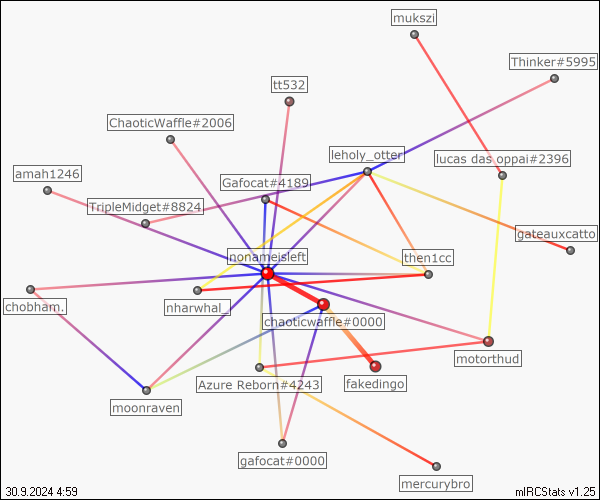 mukszi
Thinker#5995
tt532
ChaoticWaffle#2006
leholy_otter
lucas das oppai#2396
amah1246
Gafocat#4189
TripleMidget#8824
gateauxcatto
nonameisleft
then1cc
chobham.
nharwhal_
chaoticwaffle#0000
motorthud
Azure Reborn#4243
fakedingo
moonraven
gafocat#0000
mercurybro
30.9.2024 4:59
mIRCStats v1.25